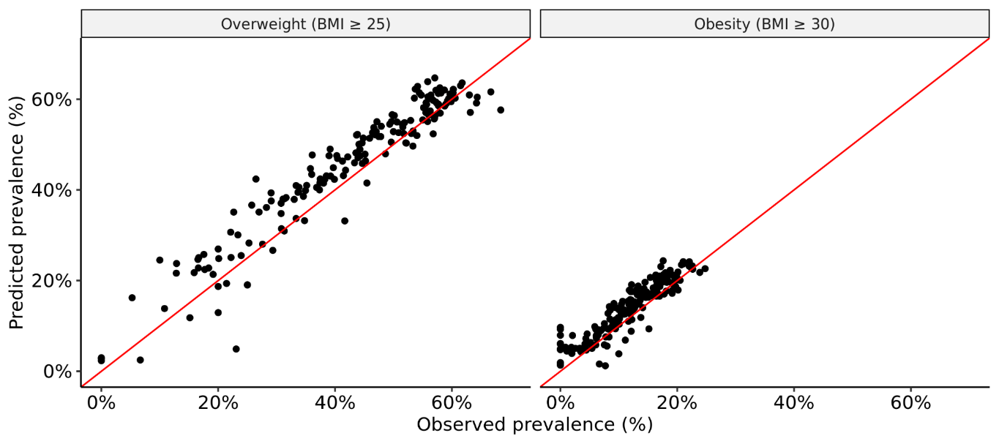 Overweight (BMI ≥ 25)
Obesity (BMI ≥ 30)
Predicted prevalence (%)
60%
40%
20%
0%
0% 20% 40% 60%
0% 20% 40% 60%
Observed prevalence (%)